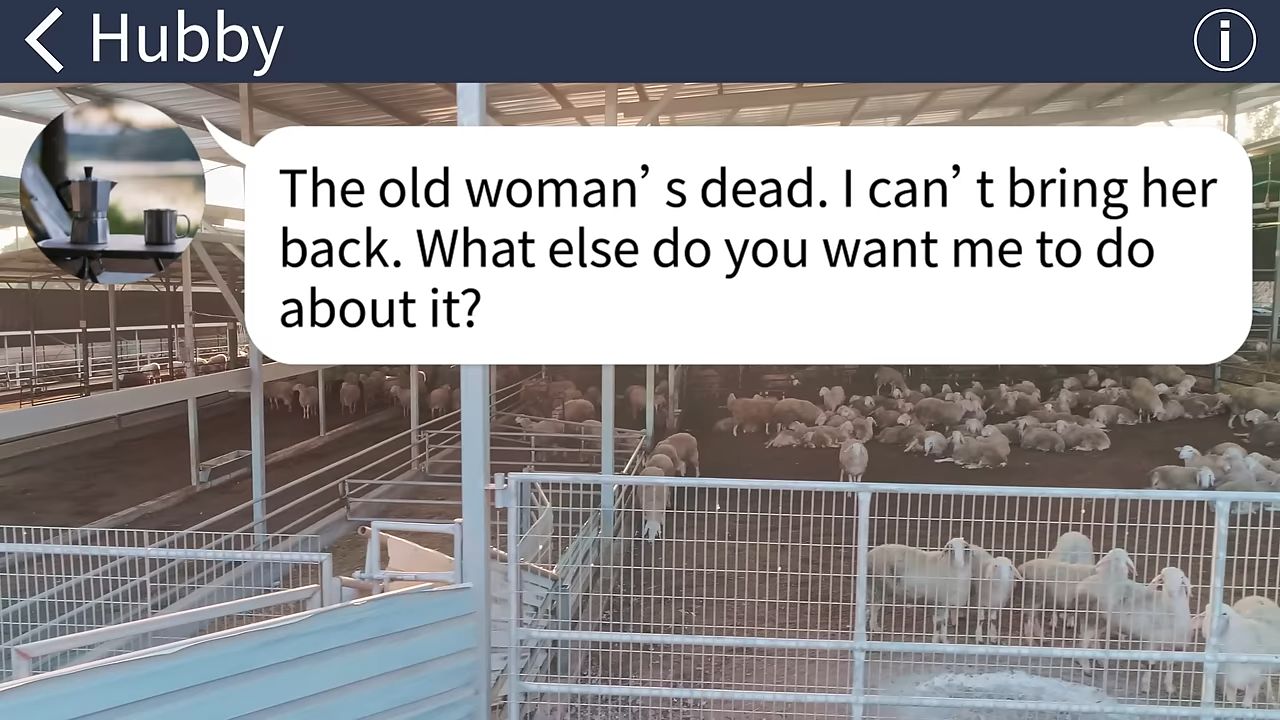 Hubby
The old woman’s dead. I can’t bring her
back. What else do you want me to do
about it?